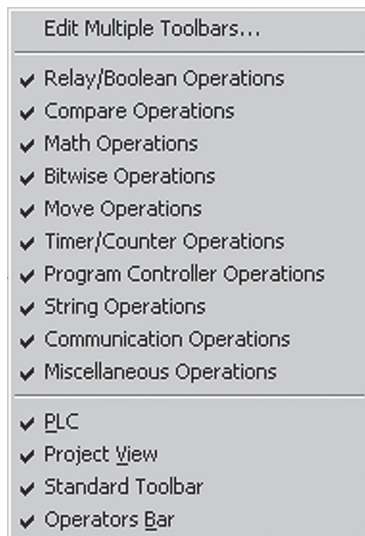 Edit Multiple Toolbars...
Relay/Boolean Operations
Compare Operations
Math Operations
Bitwise Operations
Move Operations
Timer/Counter Operations
Program Controller Operations
String Operations
Communication Operations
Miscellaneous Operations
PLC
Project View
Standard Toolbar
Operators Bar